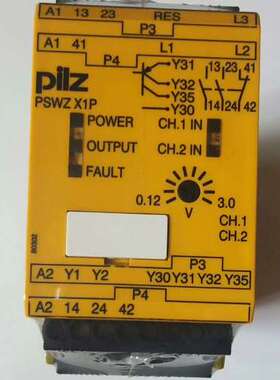 A1 13 23 RES L3
P3
A1 41 L1 L2
P4 Y31
pilz
PSWZ X1P
Y32
Y35
Y30
13 23 41
14 24 42
POWER
OUTPUT
FAULT
CH.1 IN
CH.2 IN
0.12 3.0
V
CH.1
CH.2
80302
A2 Y1 Y2
P3
Y30 Y31 Y32 Y35
P4
A2 14 24 42